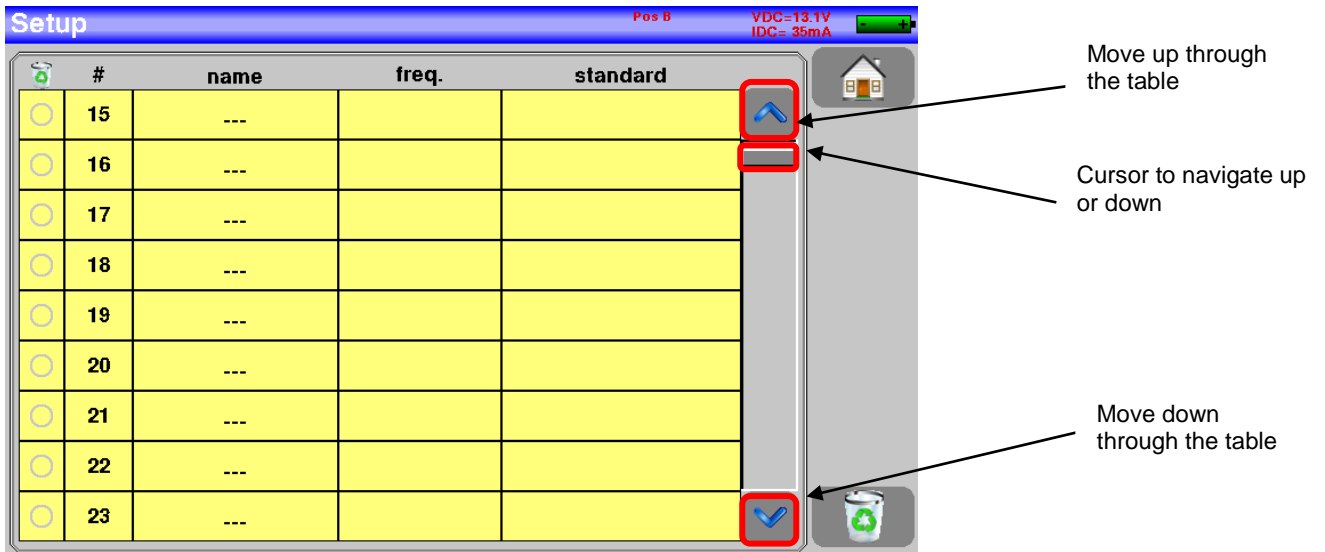 Setup
Pos B
VDC=13.1V
IDC= 35mA
- +
# name freq. standard
15 ---
16 ---
17 ---
18 ---
19 ---
20 ---
21 ---
22 ---
23 ---
Move up through
the table
Cursor to navigate up
or down
Move down
through the table